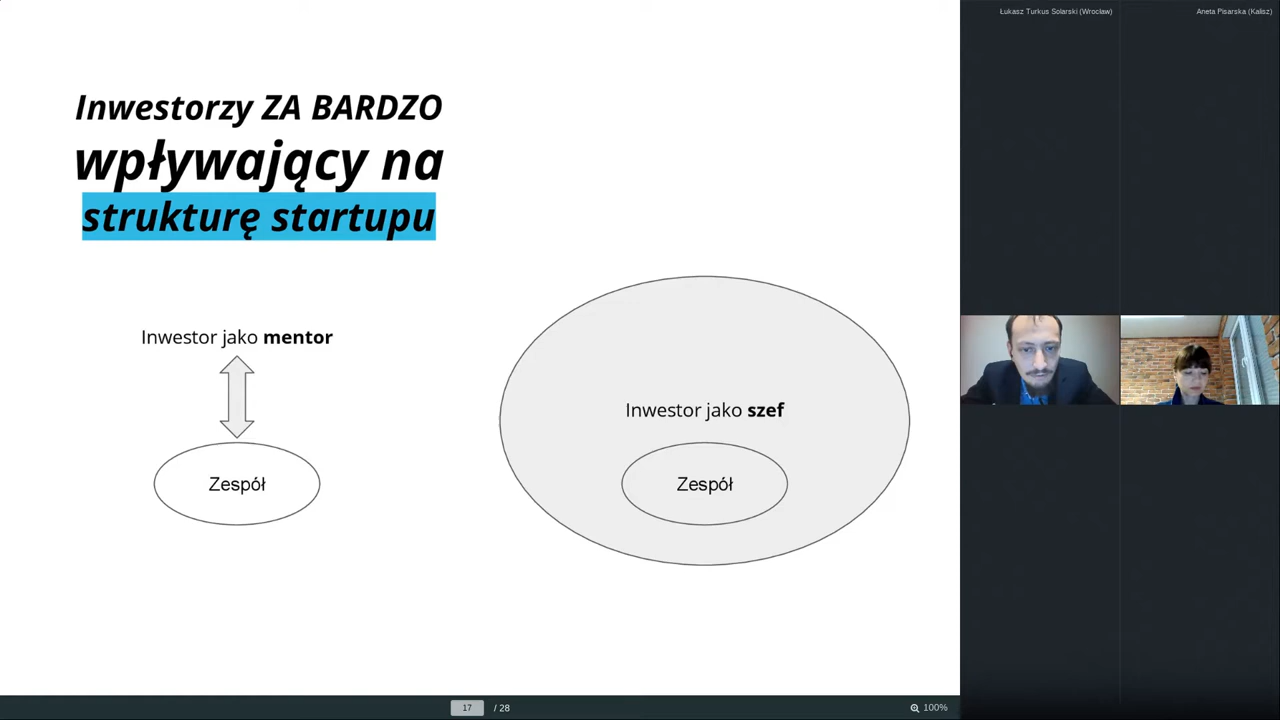 Inwestorzy ZA BARDZO
wpływający na
strukturę startupu
Inwestor jako mentor
Zespół
Inwestor jako szef
Zespół
17 / 28
100%
Łukasz Turkus Solarski (Wrocław)
Aneta Pisarska (Kalisz)